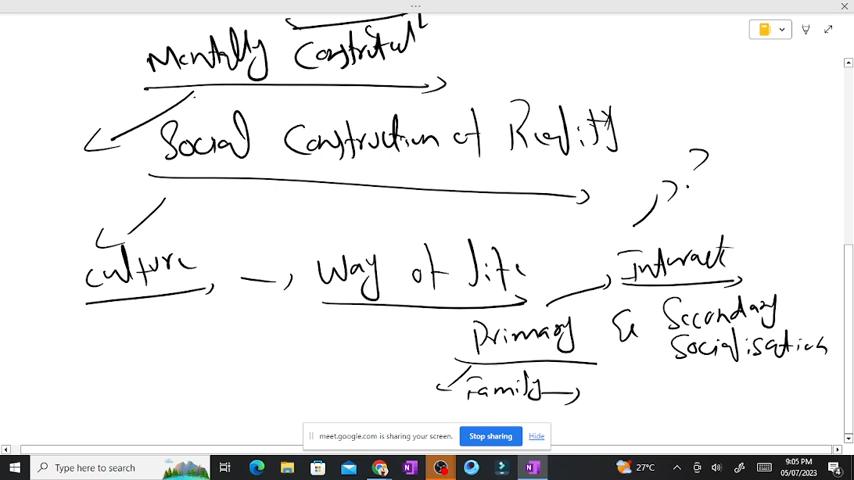 Mentally Constructed
Social Construction of Reality
?
culture → way of life
Interact
Primary & Secondary
Socialisation
Family →
meet.google.com is sharing your screen. Stop sharing Hide
Type here to search
27°C
9:05 PM
05/07/2023
4